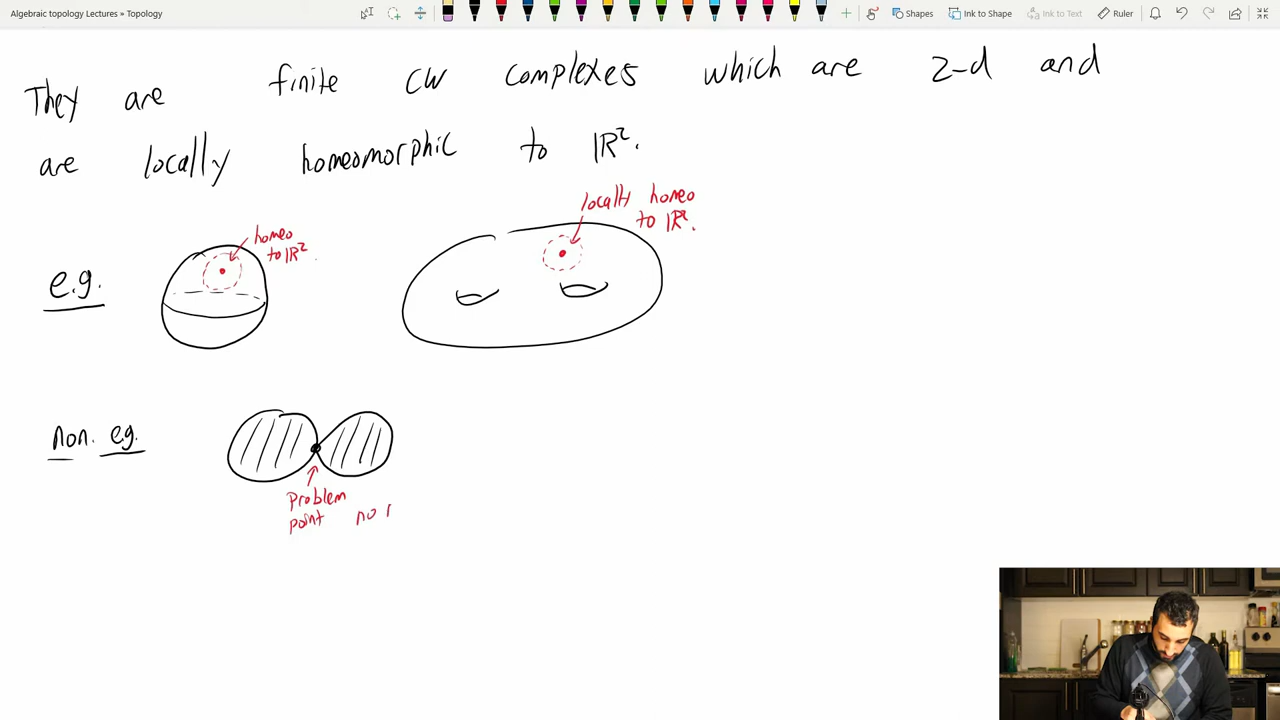 Algebraic topology Lectures » Topology
Shapes
Ink to Shape
Ink to Text
Ruler
They are finite CW complexes which are 2-d and
are locally homeomorphic to ℝ².
e.g.
homeo
to ℝ².
locally homeo
to ℝ².
non. e.g.
problem
point no